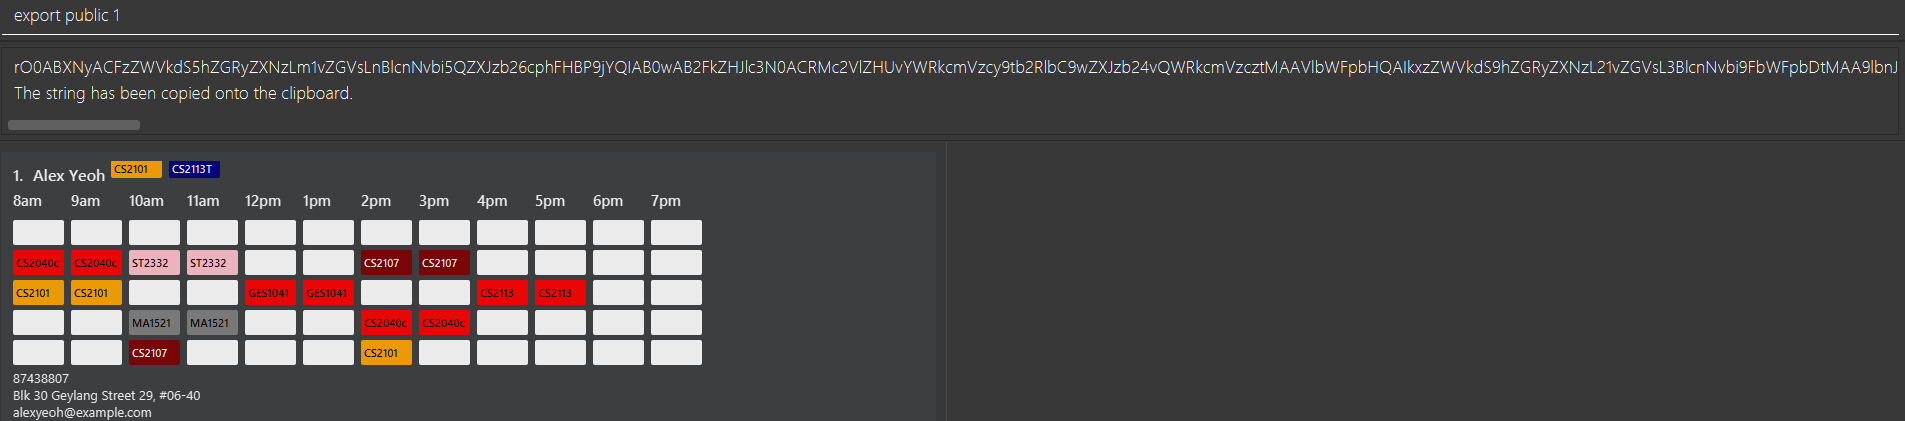 export public 1
rO0ABXNyACFzZWVkdS5hZGRyZXNzLm1vZGVsLnBlcnNvbi5QZXJzb26cphFHBP9jYQIAB0wAB2FkZHJlc3N0ACRMc2VlZHUvYWRkcmVzcy9tb2RlbC9wZXJzb24vQWRkcmVzcztMAAVlbWFpbHQAIkxzZWVkdS9hZGRyZXNzL21vZGVsL3BlcnNvbi9FbWFpbDtMAA9lbnJ
The string has been copied onto the clipboard.
1. Alex Yeoh CS2101 CS2113T
8am 9am 10am 11am 12pm 1pm 2pm 3pm 4pm 5pm 6pm 7pm
CS2040c CS2040c ST2332 ST2332 CS2107 CS2107
CS2101 CS2101 GES1041 GES1041 CS2113 CS2113
MA1521 MA1521 CS2040c CS2040c
CS2107 CS2101
87438807
Blk 30 Geylang Street 29, #06-40
alexyeoh@example.com